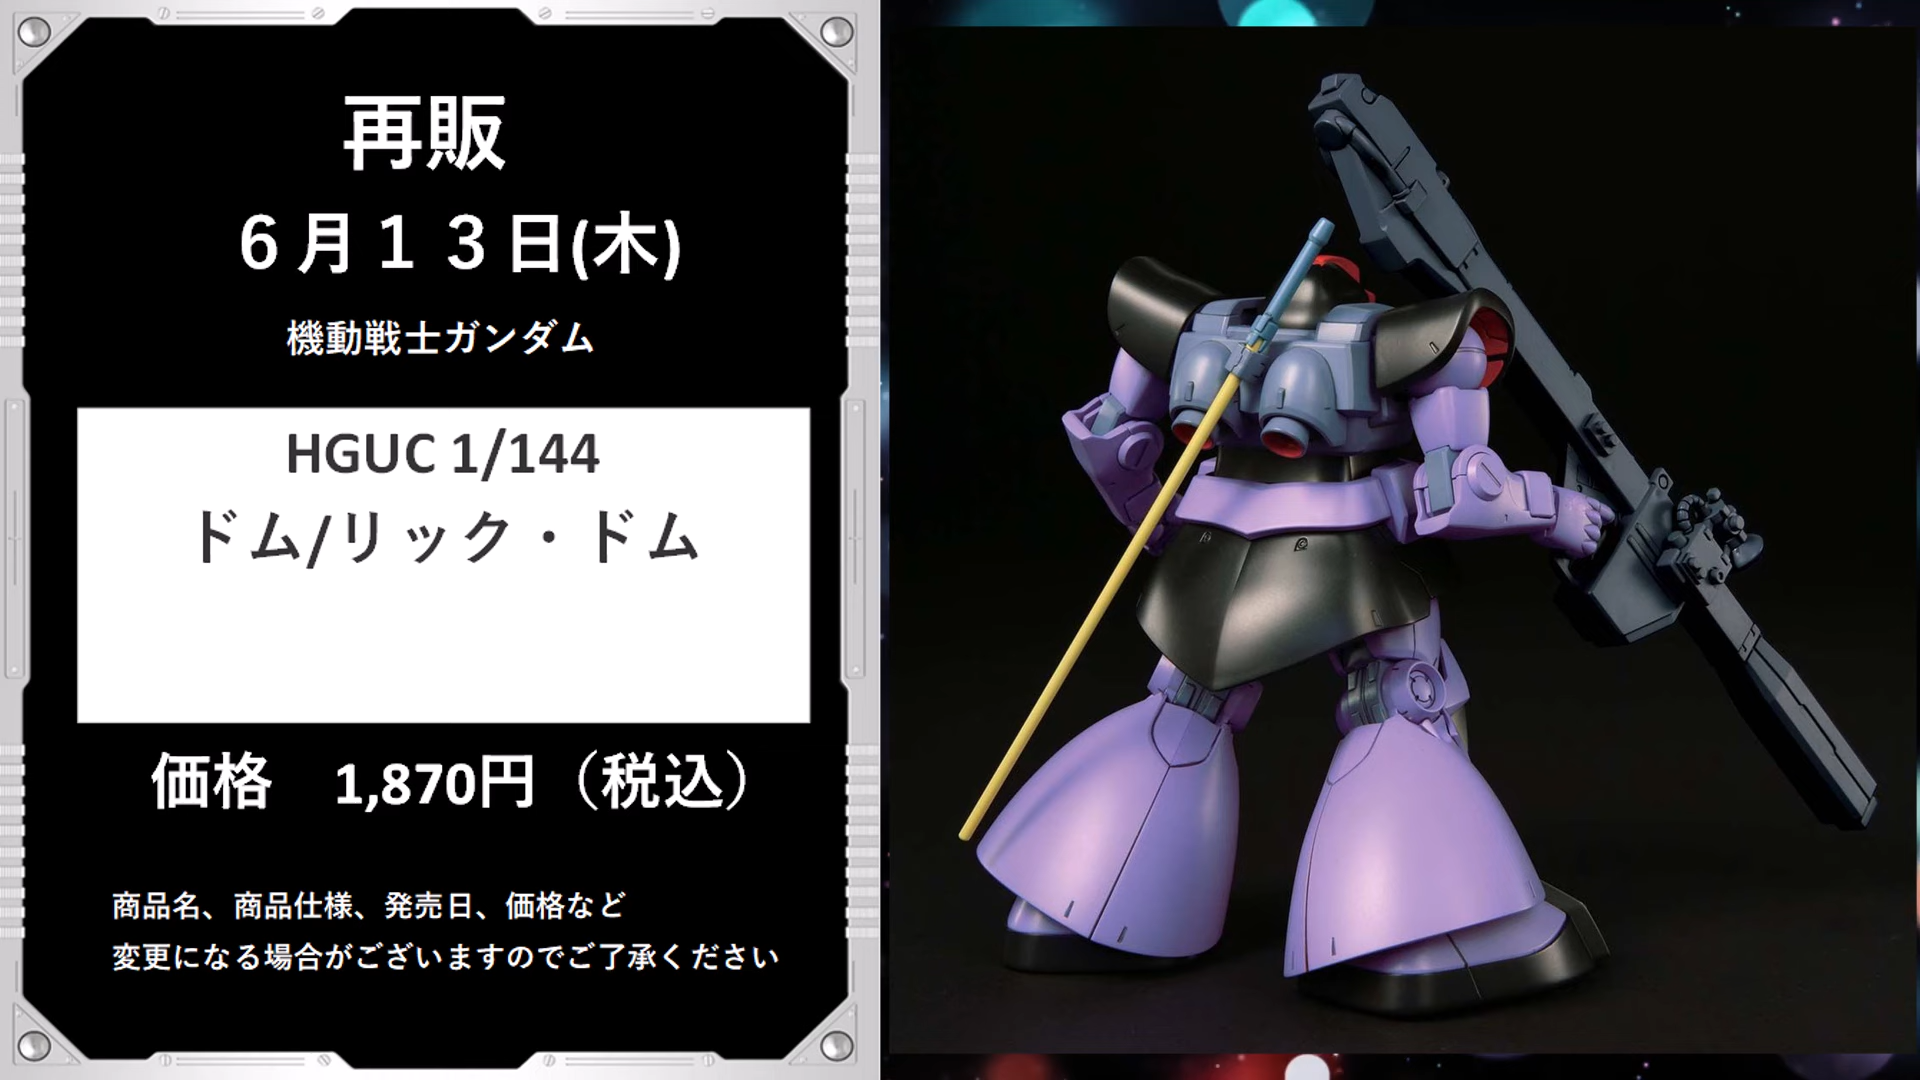 再販
６月１３日(木)
機動戦士ガンダム
HGUC 1/144
ドム/リック・ドム
価格　1,870円（税込）
商品名、商品仕様、発売日、価格など
変更になる場合がございますのでご了承ください